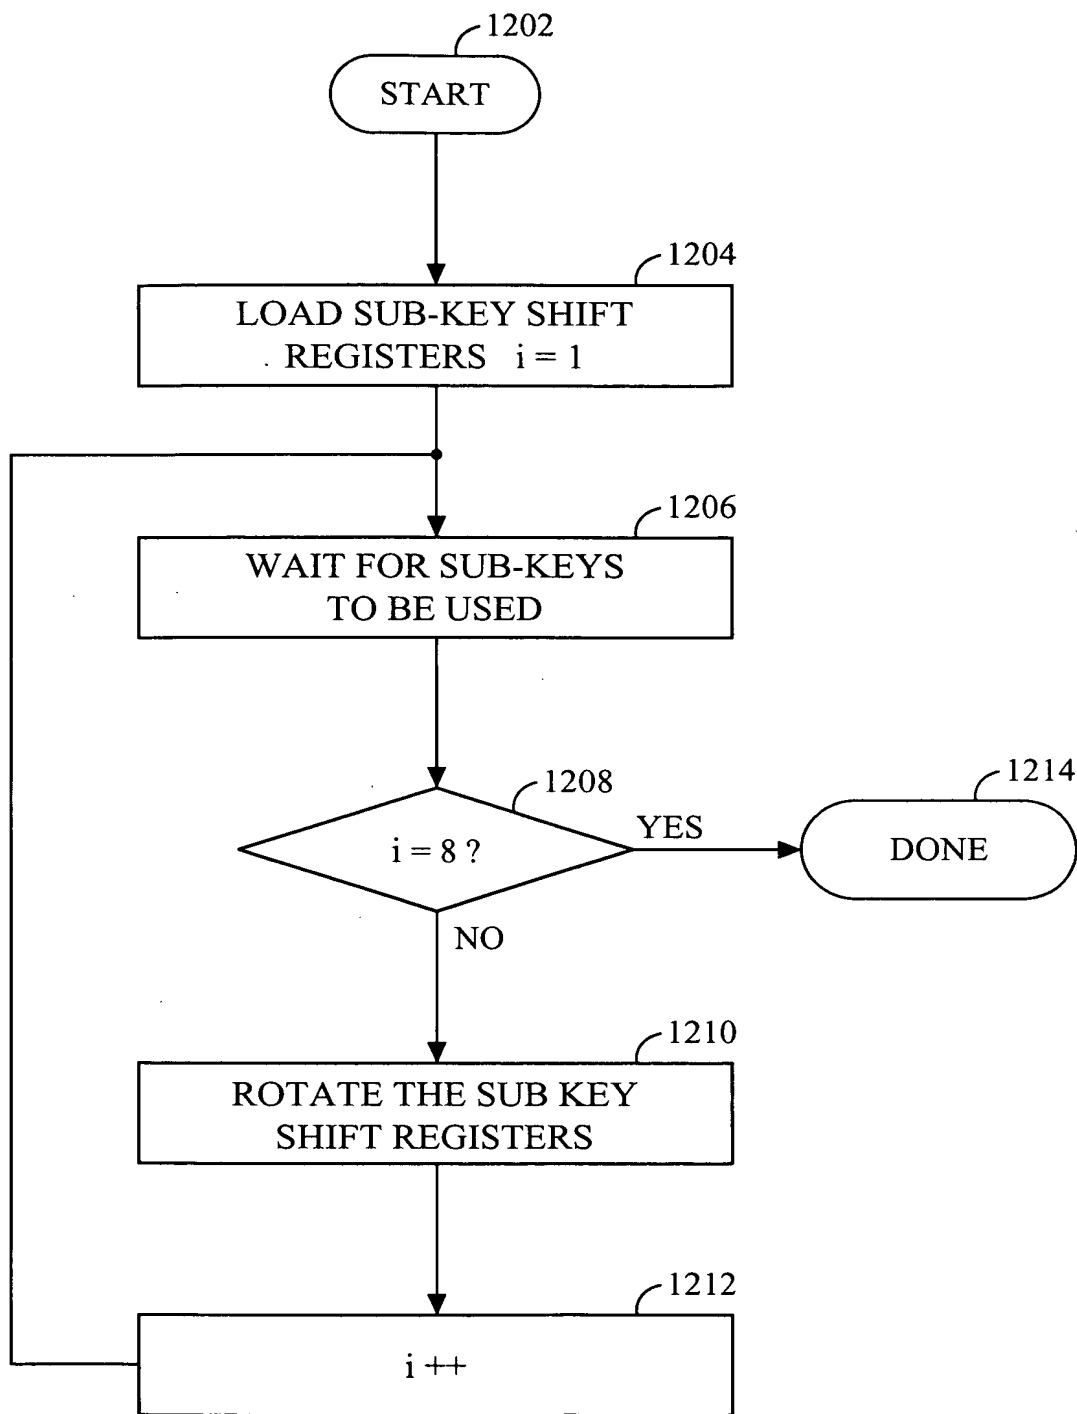 1202
START
1204
LOAD SUB-KEY SHIFT
REGISTERS i = 1
1206
WAIT FOR SUB-KEYS
TO BE USED
1208
i = 8 ?
YES
1214
DONE
NO
1210
ROTATE THE SUB KEY
SHIFT REGISTERS
1212
i ++